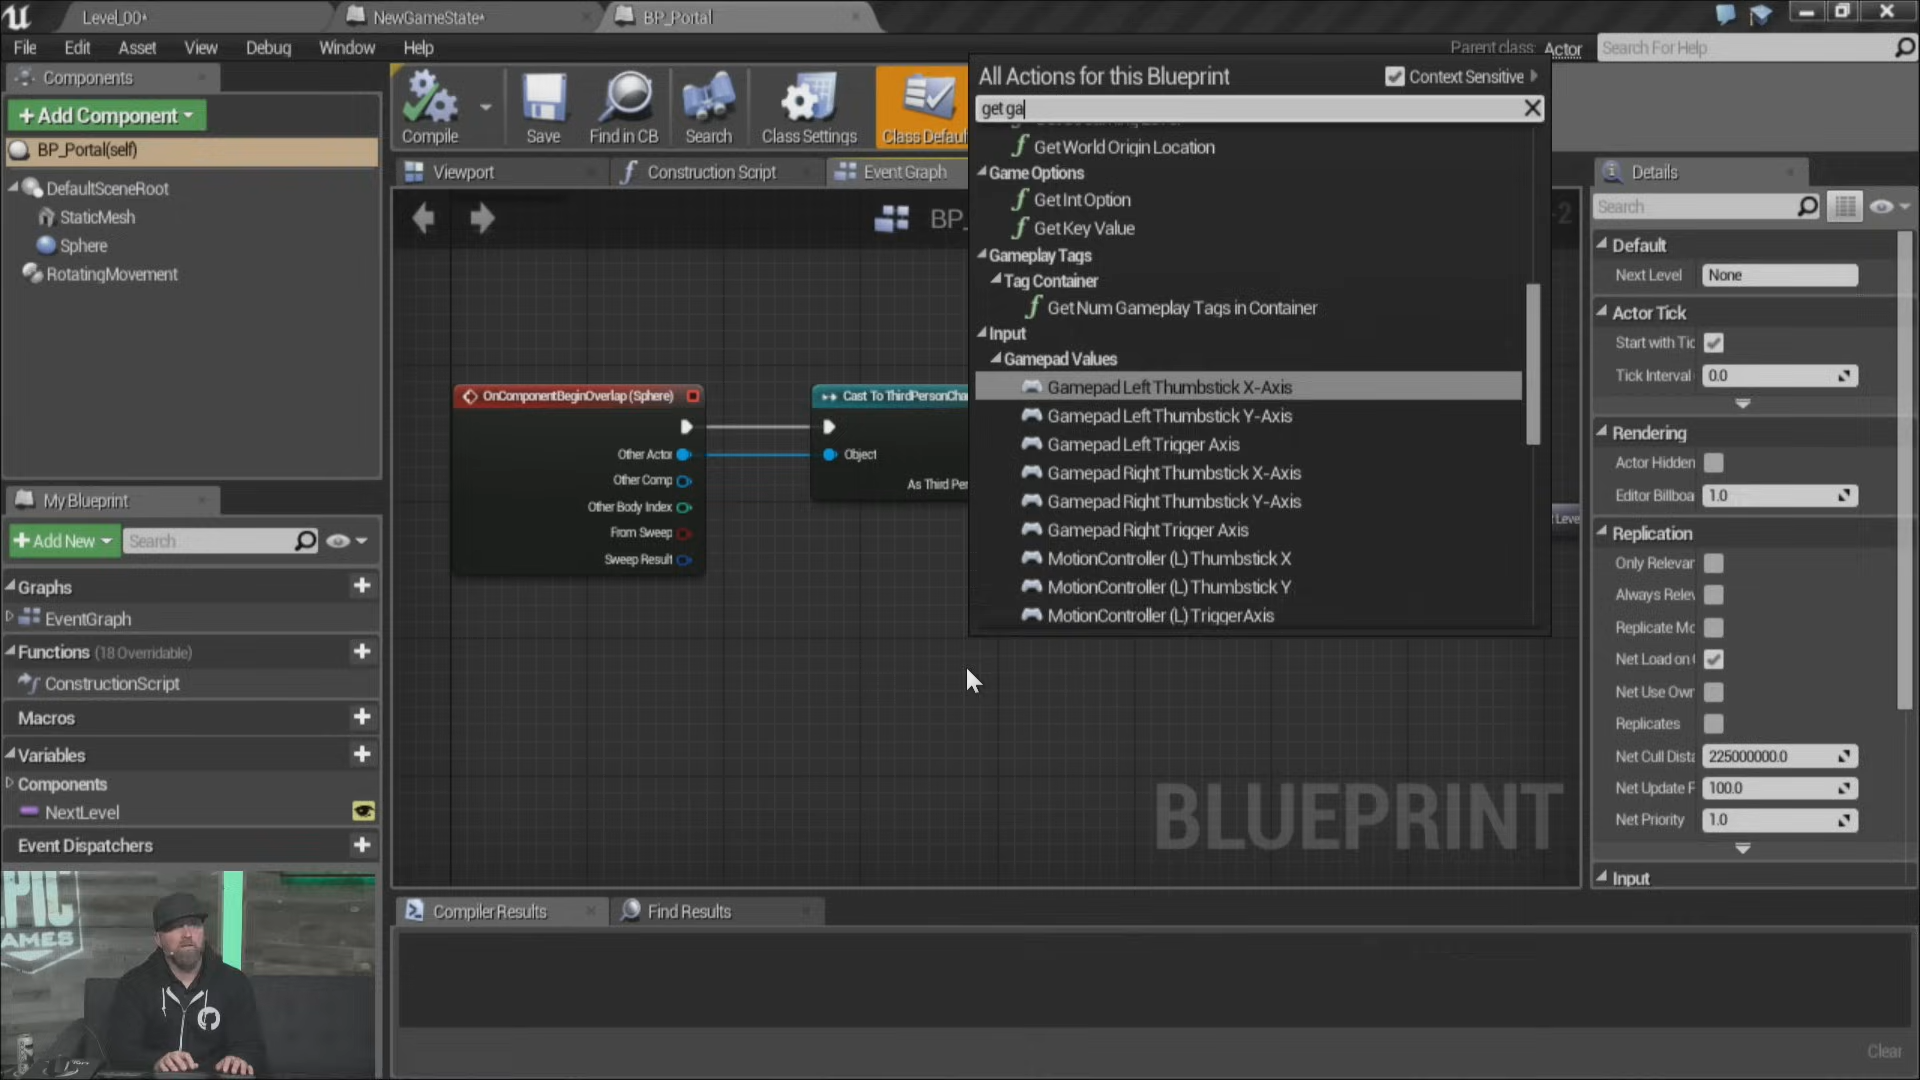 Level_00*
NewGameState*
BP_Portal
File Edit Asset View Debug Window Help
Parent class: Actor
Search For Help
Components
+ Add Component
BP_Portal(self)
DefaultSceneRoot
StaticMesh
Sphere
RotatingMovement
My Blueprint
+ Add New
Search
Graphs
EventGraph
Functions (18 Overridable)
ConstructionScript
Macros
Variables
Components
NextLevel
Event Dispatchers
EPIC
GAMES
Compile
Save
Find in CB
Search
Class Settings
Class Defaul
Viewport
Construction Script
Event Graph
BP_
OnComponentBeginOverlap (Sphere)
Other Actor
Other Comp
Other Body Index
From Sweep
Sweep Result
Cast To ThirdPersonCha
Object
As Third Per
BLUEPRINT
All Actions for this Blueprint
Context Sensitive
get ga
Get World Origin Location
Game Options
Get Int Option
Get Key Value
Gameplay Tags
Tag Container
Get Num Gameplay Tags in Container
Input
Gamepad Values
Gamepad Left Thumbstick X-Axis
Gamepad Left Thumbstick Y-Axis
Gamepad Left Trigger Axis
Gamepad Right Thumbstick X-Axis
Gamepad Right Thumbstick Y-Axis
Gamepad Right Trigger Axis
MotionController (L) Thumbstick X
MotionController (L) Thumbstick Y
MotionController (L) TriggerAxis
Compiler Results
Find Results
Clear
Details
Search
Default
Next Level None
Actor Tick
Start with Tic
Tick Interval 0.0
Rendering
Actor Hidden
Editor Billboa 1.0
Replication
Only Relevar
Always Relev
Replicate Mc
Net Load on
Net Use Owr
Replicates
Net Cull Dista 225000000.0
Net Update F 100.0
Net Priority 1.0
Input